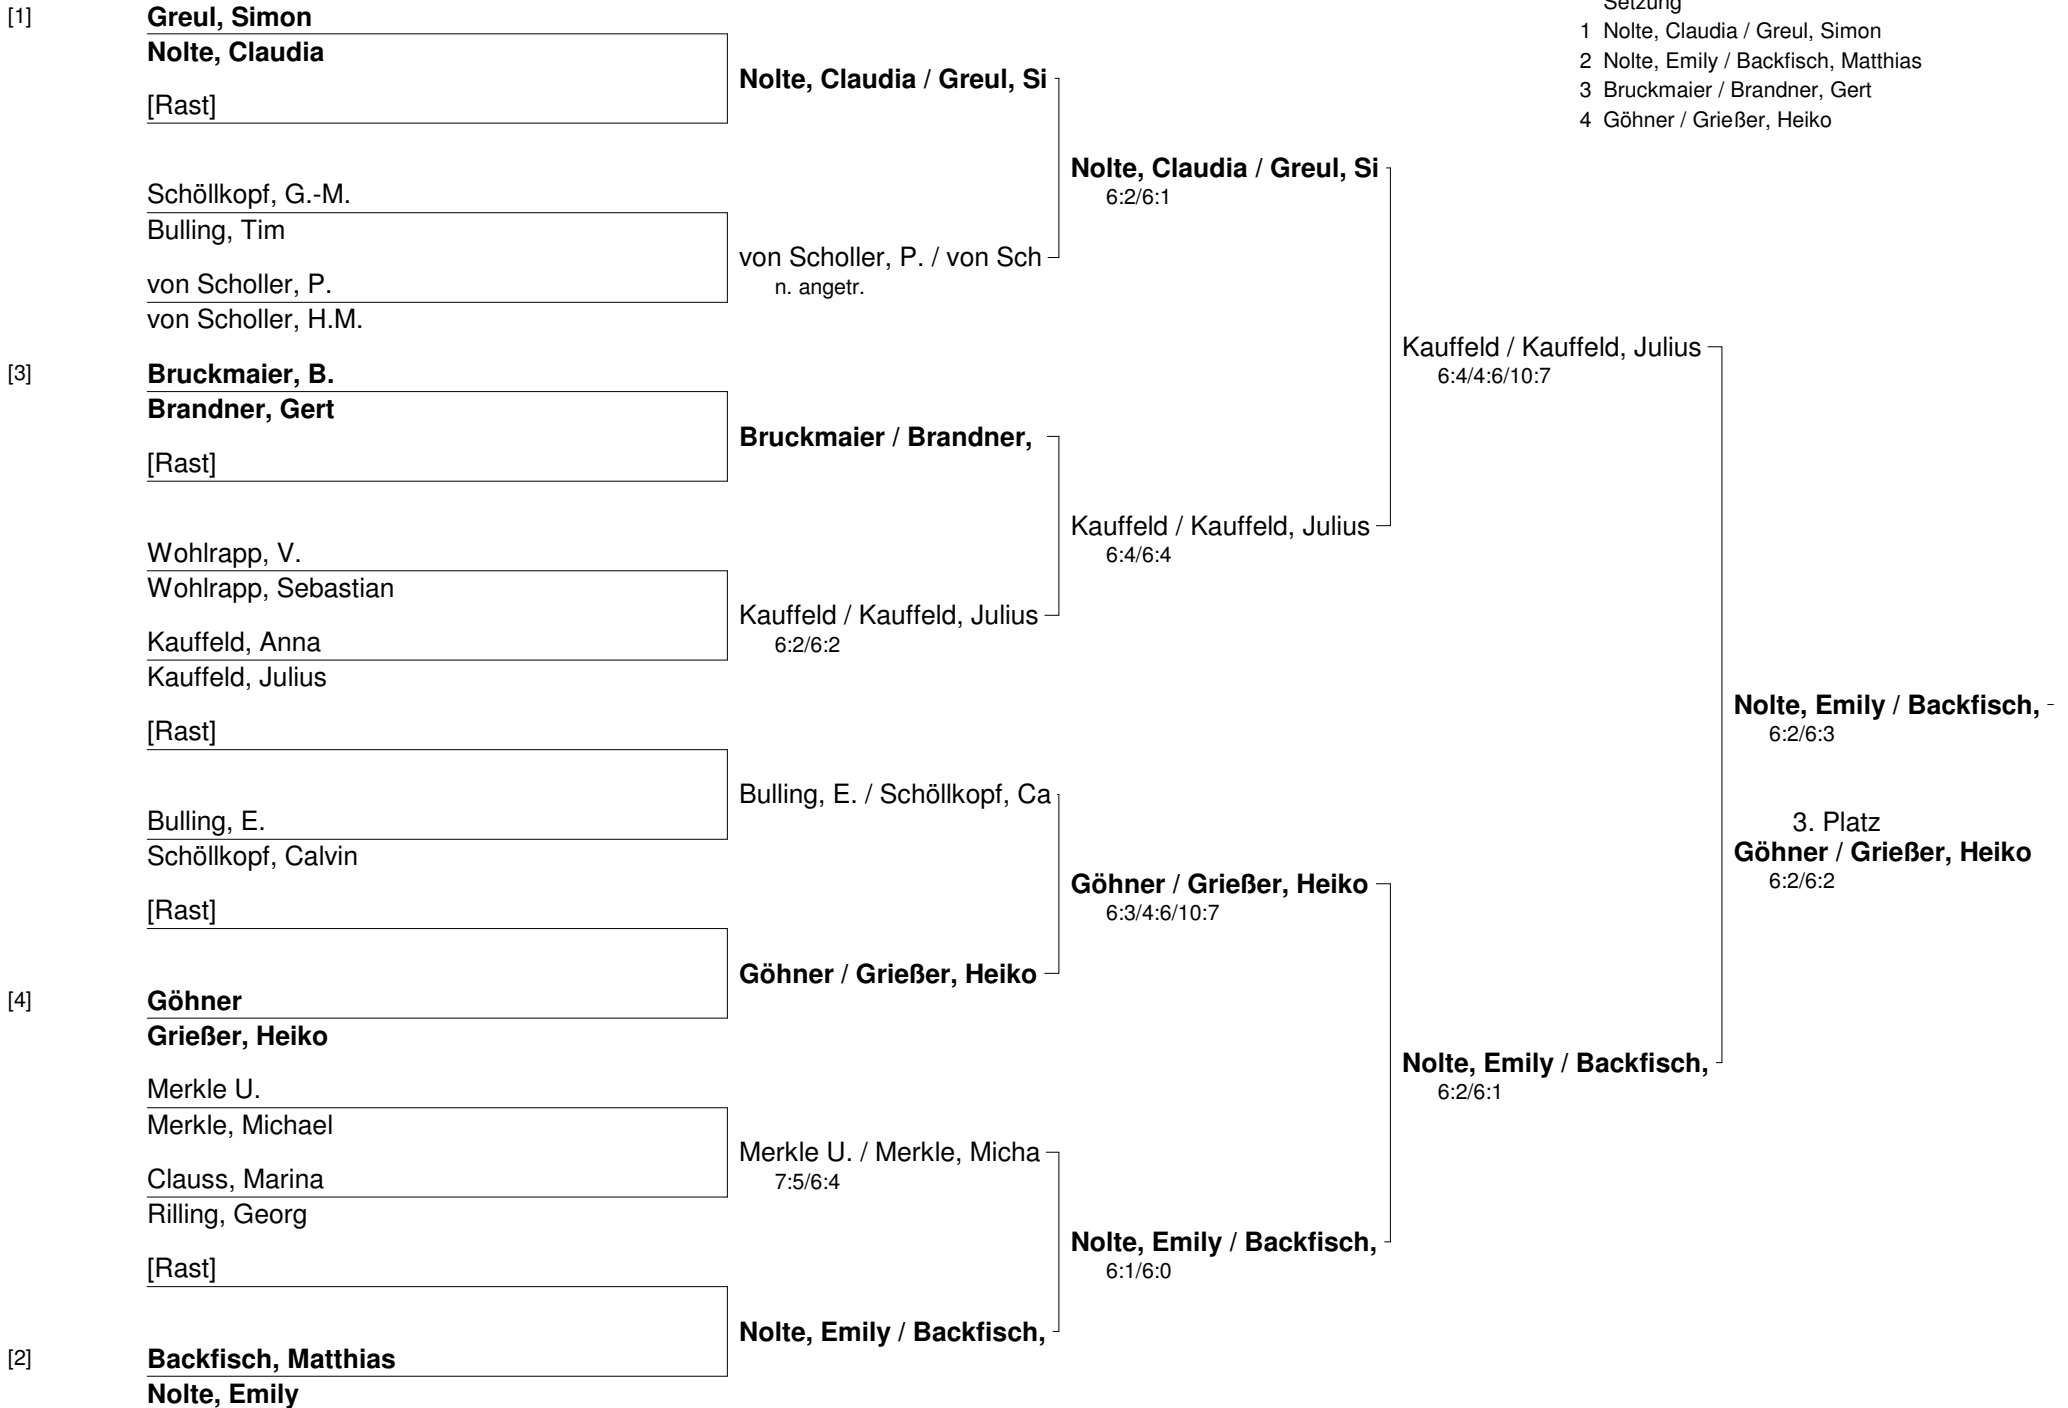 Setzung
1 Nolte, Claudia / Greul, Simon
2 Nolte, Emily / Backfisch, Matthias
3 Bruckmaier / Brandner, Gert
4 Göhner / Grießer, Heiko
[1] Greul, Simon
Nolte, Claudia
[Rast]
Schöllkopf, G.-M.
Bulling, Tim
von Scholler, P.
von Scholler, H.M.
[3] Bruckmaier, B.
Brandner, Gert
[Rast]
Wohlrapp, V.
Wohlrapp, Sebastian
Kauffeld, Anna
Kauffeld, Julius
[Rast]
Bulling, E.
Schöllkopf, Calvin
[Rast]
[4] Göhner
Grießer, Heiko
Merkle U.
Merkle, Michael
Clauss, Marina
Rilling, Georg
[Rast]
[2] Backfisch, Matthias
Nolte, Emily
Nolte, Claudia / Greul, Si
von Scholler, P. / von Sch
n. angetr.
Bruckmaier / Brandner,
Kauffeld / Kauffeld, Julius
6:2/6:2
Bulling, E. / Schöllkopf, Ca
Göhner / Grießer, Heiko
Merkle U. / Merkle, Micha
7:5/6:4
Nolte, Emily / Backfisch,
Nolte, Claudia / Greul, Si
6:2/6:1
Kauffeld / Kauffeld, Julius
6:4/6:4
Göhner / Grießer, Heiko
6:3/4:6/10:7
Nolte, Emily / Backfisch,
6:1/6:0
Kauffeld / Kauffeld, Julius
6:4/4:6/10:7
Nolte, Emily / Backfisch,
6:2/6:1
Nolte, Emily / Backfisch,
6:2/6:3
3. Platz
Göhner / Grießer, Heiko
6:2/6:2